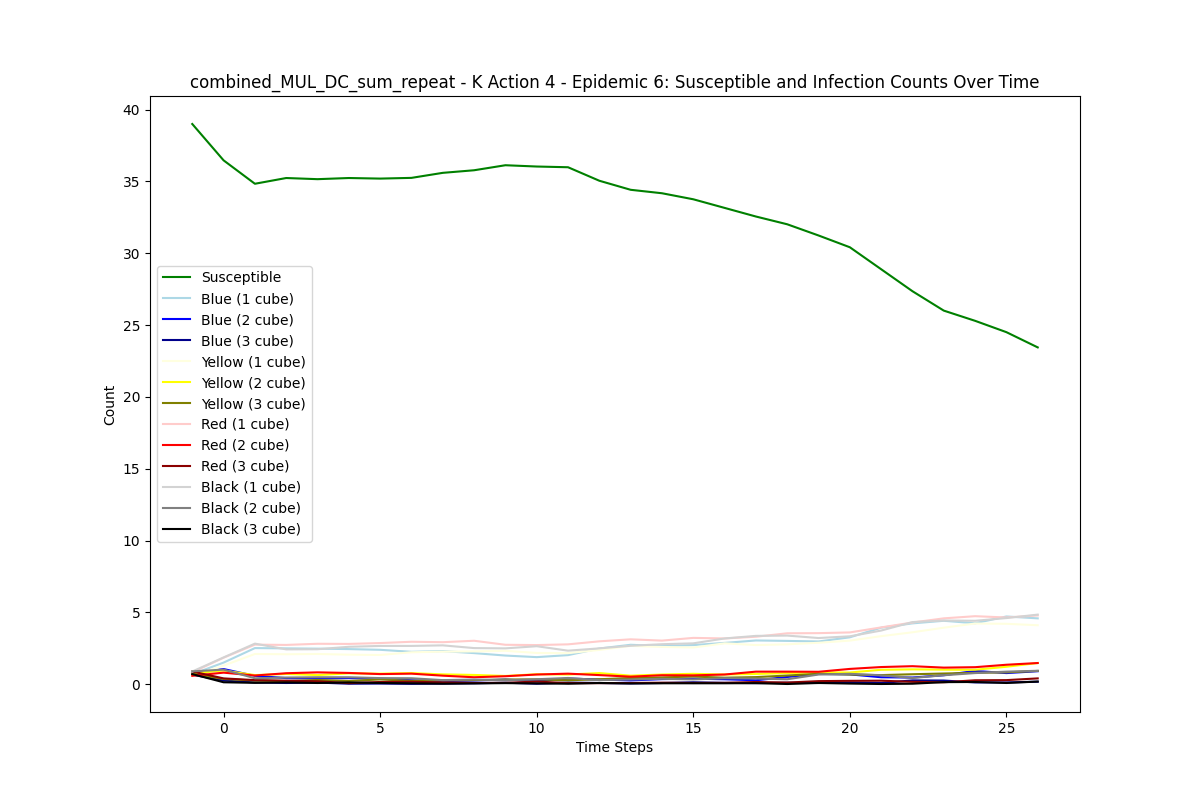 combined_MUL_DC_sum_repeat - K Action 4 - Epidemic 6: Susceptible and Infection Counts Over Time
40
35
30
25
20
15
10
5
0
Count
Susceptible
Blue (1 cube)
Blue (2 cube)
Blue (3 cube)
Yellow (1 cube)
Yellow (2 cube)
Yellow (3 cube)
Red (1 cube)
Red (2 cube)
Red (3 cube)
Black (1 cube)
Black (2 cube)
Black (3 cube)
0 5 10 15 20 25
Time Steps